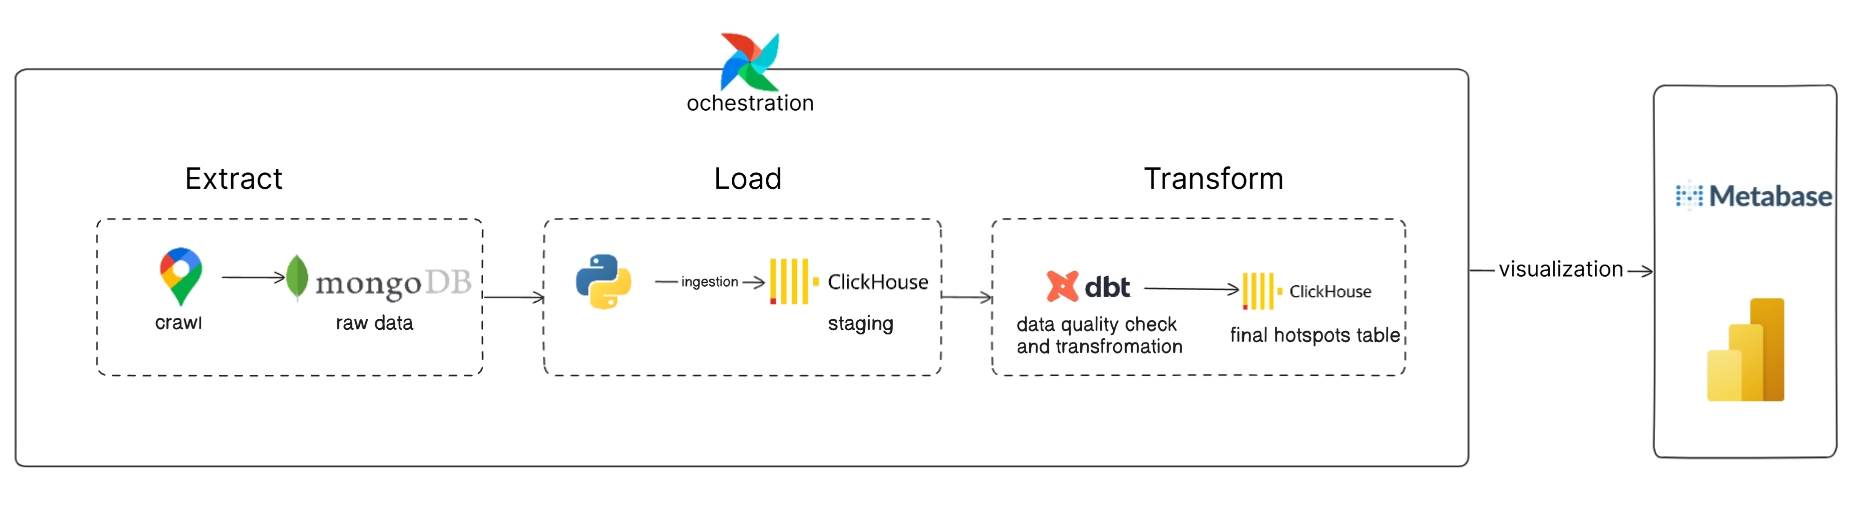 ochestration
Extract
Load
Transform
crawl
mongoDB
raw data
ingestion
ClickHouse
staging
dbt
data quality check
and transfromation
ClickHouse
final hotspots table
visualization
Metabase